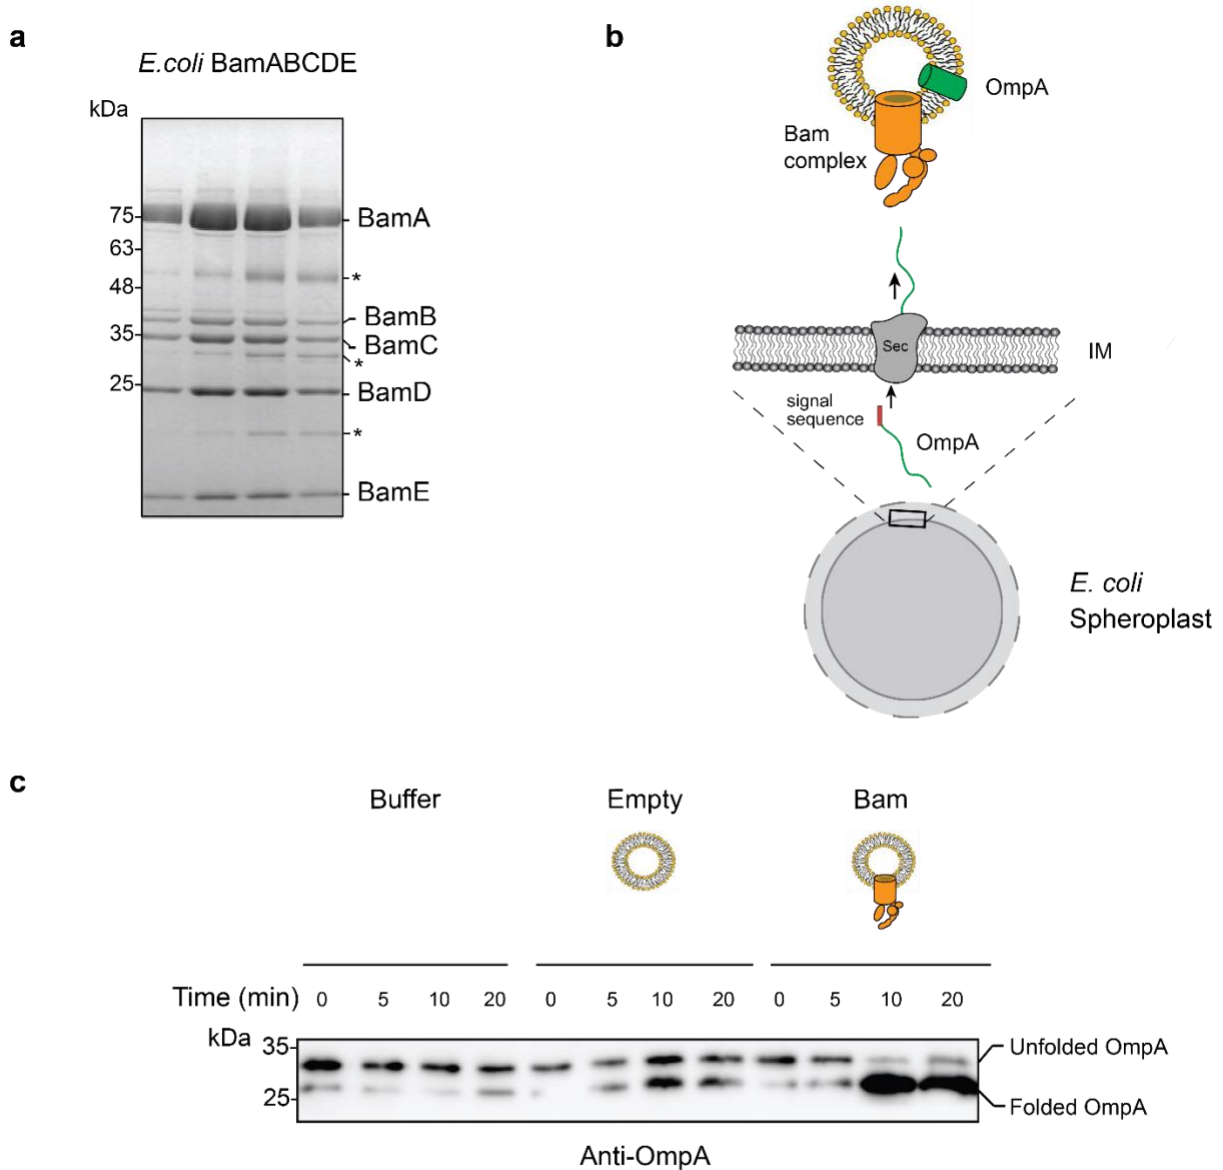 a
E.coli BamABCDE
kDa
75
BamA
63
*
48
BamB
35
BamC
*
25
BamD
*
BamE
b
OmpA
Bam
complex
Sec
IM
signal
sequence
OmpA
E. coli
Spheroplast
c
Buffer Empty Bam
Time (min) 0 5 10 20 0 5 10 20 0 5 10 20
kDa
35
Unfolded OmpA
25
Folded OmpA
Anti-OmpA